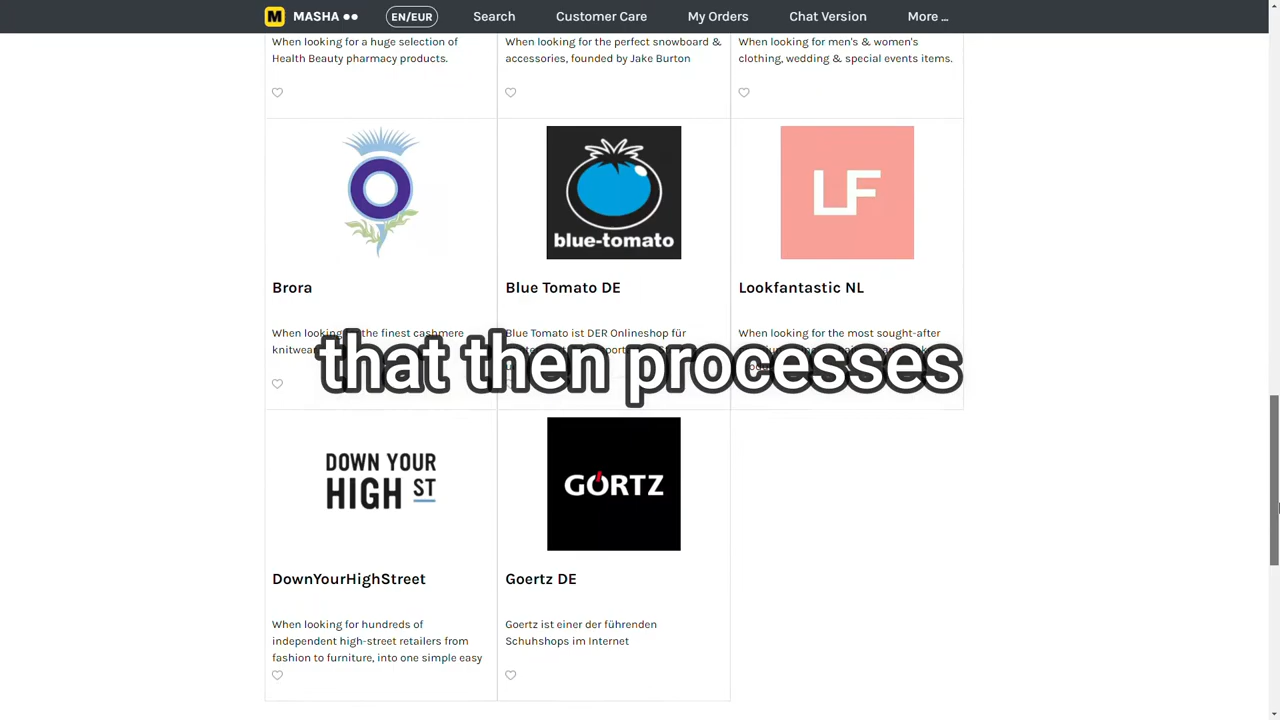 M MASHA
EN/EUR
Search
Customer Care
My Orders
Chat Version
More ...
When looking for a huge selection of
Health Beauty pharmacy products.
When looking for the perfect snowboard &
accessories, founded by Jake Burton
When looking for men's & women's
clothing, wedding & special events items.
blue-tomato
LF
Brora
Blue Tomato DE
Lookfantastic NL
When looking the finest cashmere
Blue Tomato ist DER Onlineshop für
When looking for the most sought-after
that then processes
DOWN YOUR
HIGH ST
GÖRTZ
DownYourHighStreet
Goertz DE
When looking for hundreds of
independent high-street retailers from
fashion to furniture, into one simple easy
Goertz ist einer der führenden
Schuhshops im Internet